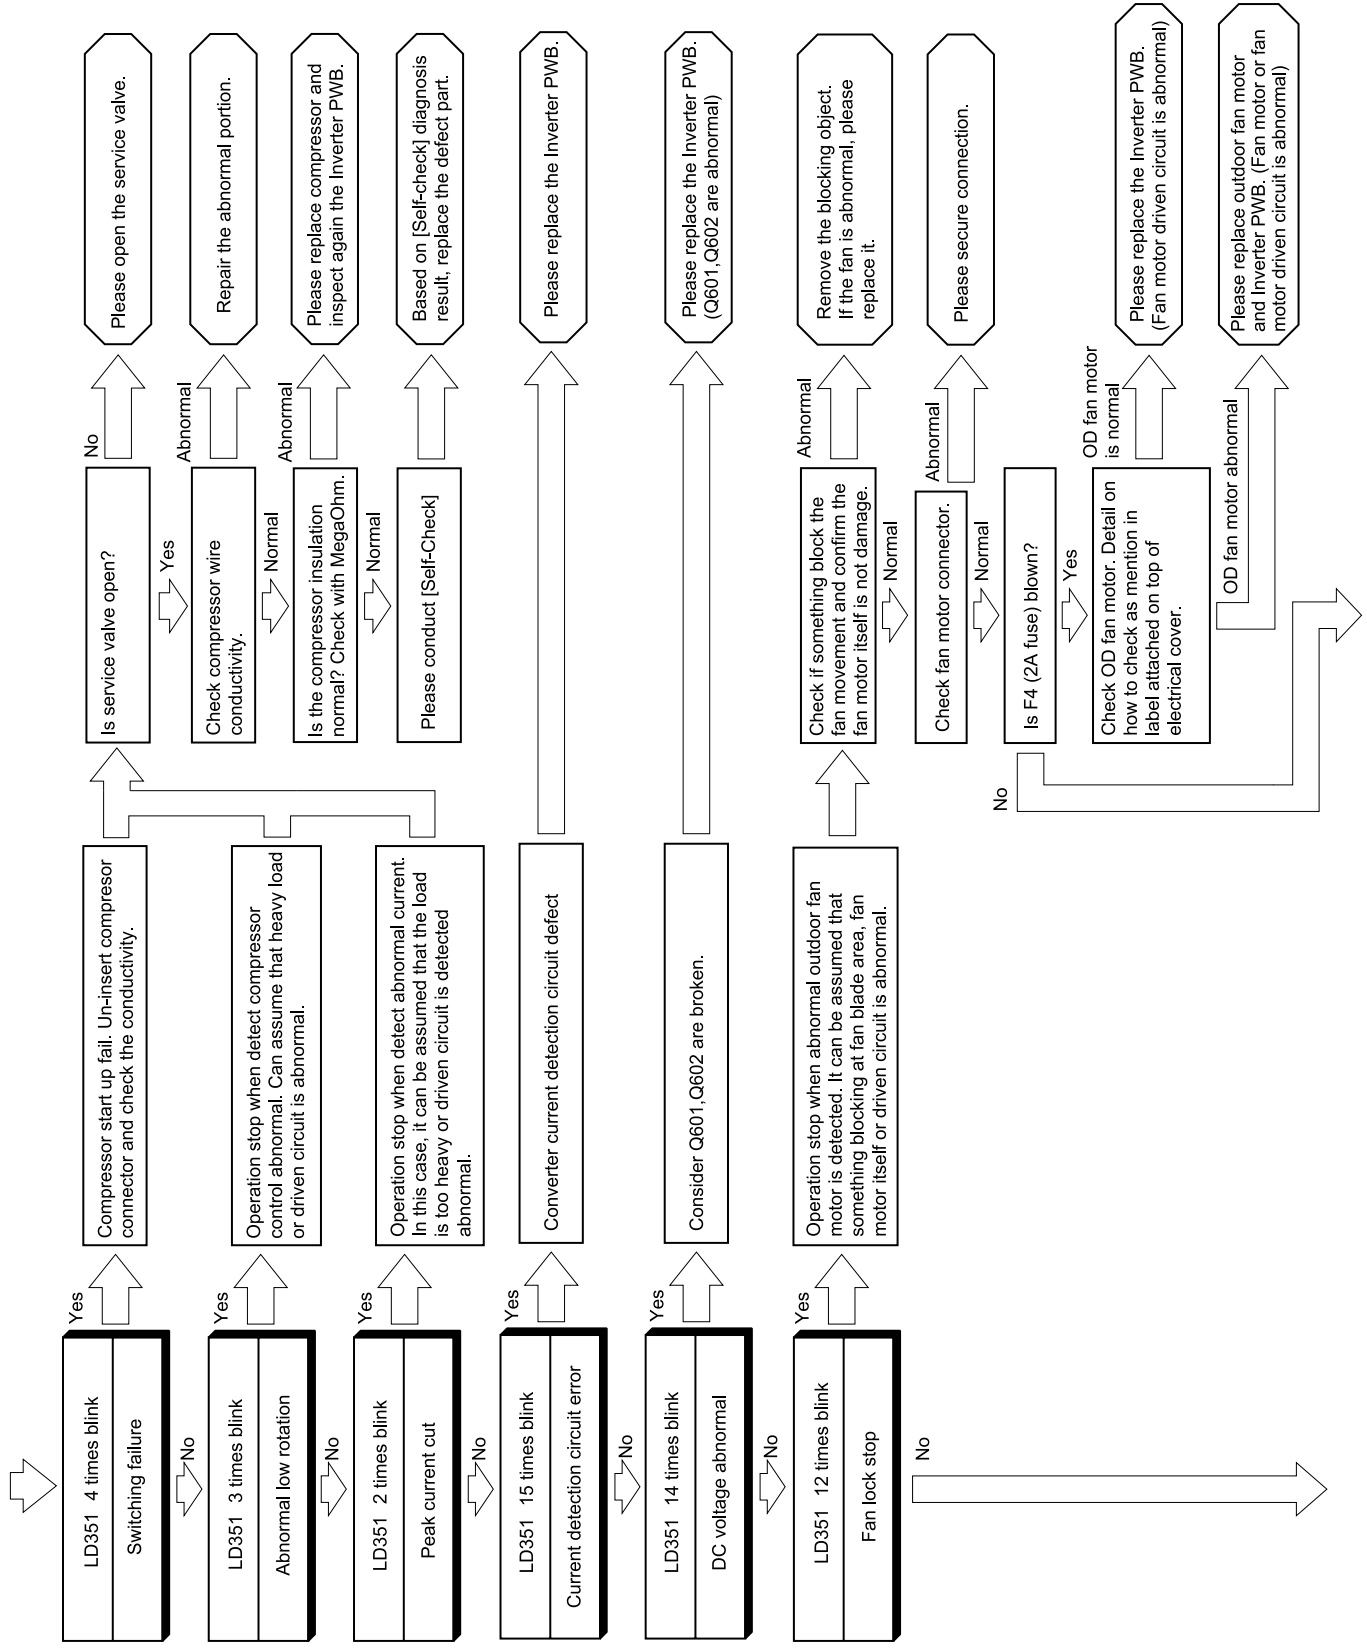 LD351 4 times blink
Switching failure
Yes
Compressor start up fail. Un-insert compresor
connector and check the conductivity.
Is service valve open?
No
Please open the service valve.
Yes
Check compressor wire
conductivity.
Abnormal
Repair the abnormal portion.
Normal
Is the compressor insulation
normal? Check with MegaOhm.
Abnormal
Please replace compressor and
inspect again the Inverter PWB.
Normal
Please conduct [Self-Check]
Based on [Self-check] diagnosis
result, replace the defect part.
No
LD351 3 times blink
Abnormal low rotation
Yes
Operation stop when detect compressor
control abnormal. Can assume that heavy load
or driven circuit is abnormal.
No
LD351 2 times blink
Peak current cut
Yes
Operation stop when detect abnormal current.
In this case, it can be assumed that the load
is too heavy or driven circuit is detected
abnormal.
No
LD351 15 times blink
Current detection circuit error
Yes
Converter current detection circuit defect
Please replace the Inverter PWB.
No
LD351 14 times blink
DC voltage abnormal
Yes
Consider Q601,Q602 are broken.
Please replace the Inverter PWB.
(Q601,Q602 are abnormal)
No
LD351 12 times blink
Fan lock stop
Yes
Operation stop when abnormal outdoor fan
motor is detected. It can be assumed that
something blocking at fan blade area, fan
motor itself or driven circuit is abnormal.
Check if something block the
fan movement and confirm the
fan motor itself is not damage.
Abnormal
Remove the blocking object.
If the fan is abnormal, please
replace it.
Normal
Check fan motor connector.
Abnormal
Please secure connection.
Normal
Is F4 (2A fuse) blown?
No
Yes
Check OD fan motor. Detail on
how to check as mention in
label attached on top of
electrical cover.
OD fan motor
is normal
Please replace the Inverter PWB.
(Fan motor driven circuit is abnormal)
OD fan motor abnormal
Please replace outdoor fan motor
and Inverter PWB. (Fan motor or fan
motor driven circuit is abnormal)
No